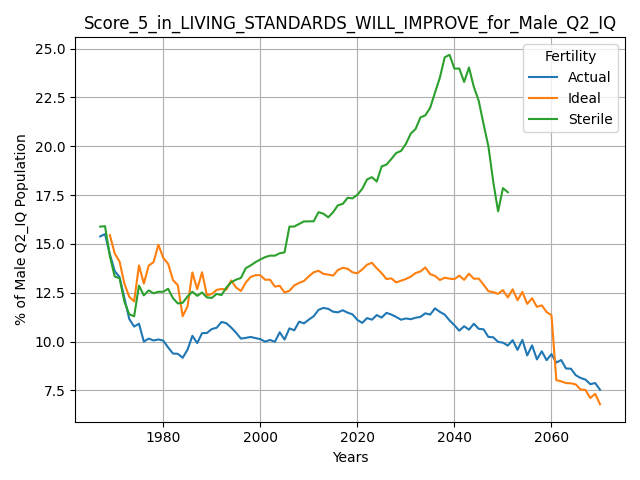 Score_5_in_LIVING_STANDARDS_WILL_IMPROVE_for_Male_Q2_IQ
Fertility
Actual
Ideal
Sterile
% of Male Q2_IQ Population
25.0
22.5
20.0
17.5
15.0
12.5
10.0
7.5
1980
2000
2020
2040
2060
Years